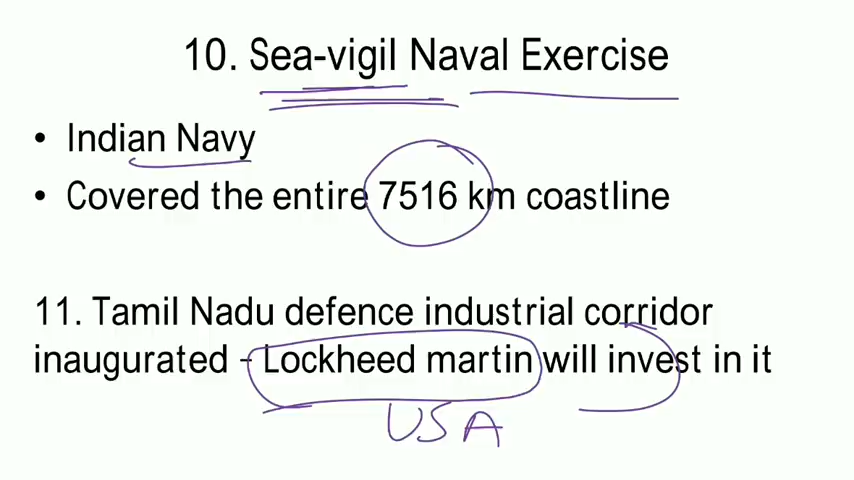 10. Sea-vigil Naval Exercise
• Indian Navy
• Covered the entire 7516 km coastline
11. Tamil Nadu defence industrial corridor
inaugurated - Lockheed martin will invest in it
USA